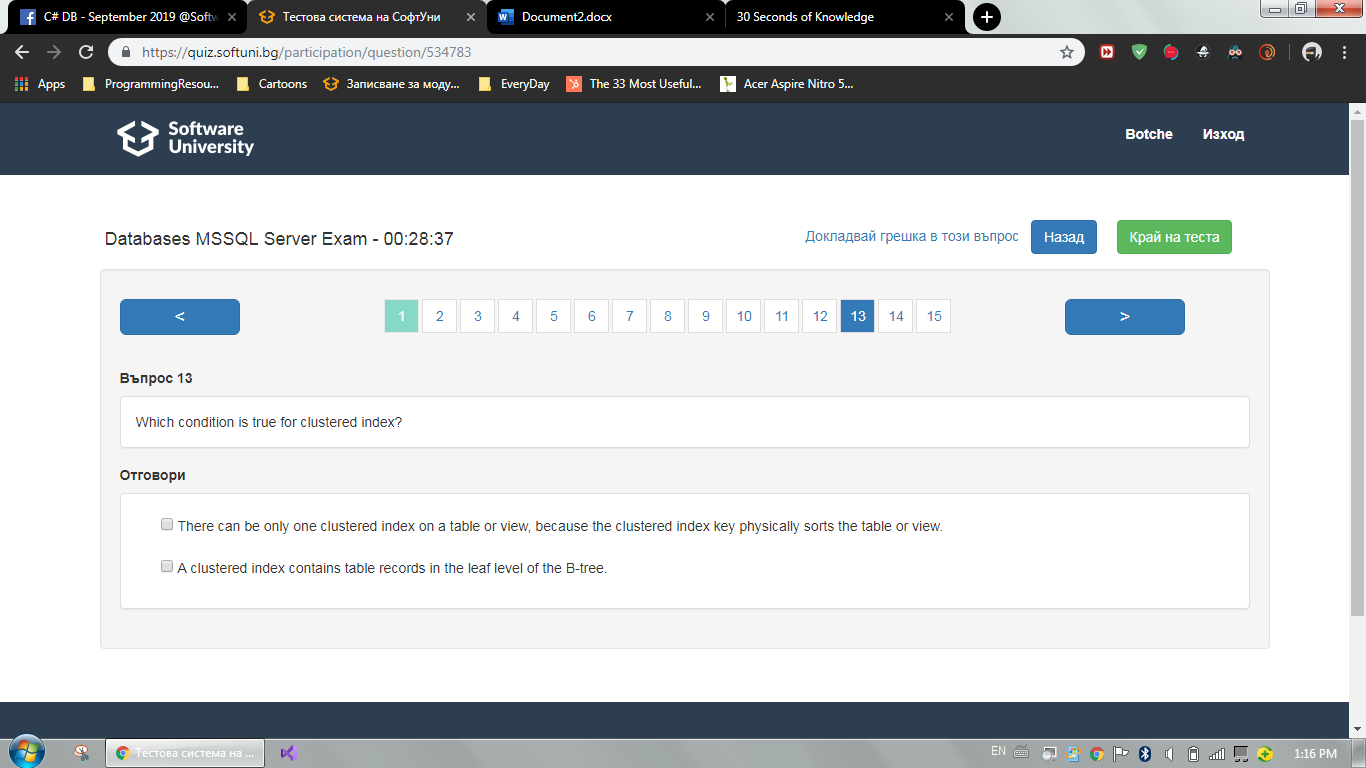 C# DB - September 2019 @Softw
Тестова система на СофтУни
Document2.docx
30 Seconds of Knowledge
https://quiz.softuni.bg/participation/question/534783
Apps
ProgrammingResou...
Cartoons
Записване за моду...
EveryDay
The 33 Most Useful...
Acer Aspire Nitro 5...
Software
University
Botche
Изход
Databases MSSQL Server Exam - 00:28:37
Докладвай грешка в този въпрос
Назад
Край на теста
<
1 2 3 4 5 6 7 8 9 10 11 12 13 14 15
>
Въпрос 13
Which condition is true for clustered index?
Отговори
There can be only one clustered index on a table or view, because the clustered index key physically sorts the table or view.
A clustered index contains table records in the leaf level of the B-tree.
Тестова система на ...
EN
1:16 PM